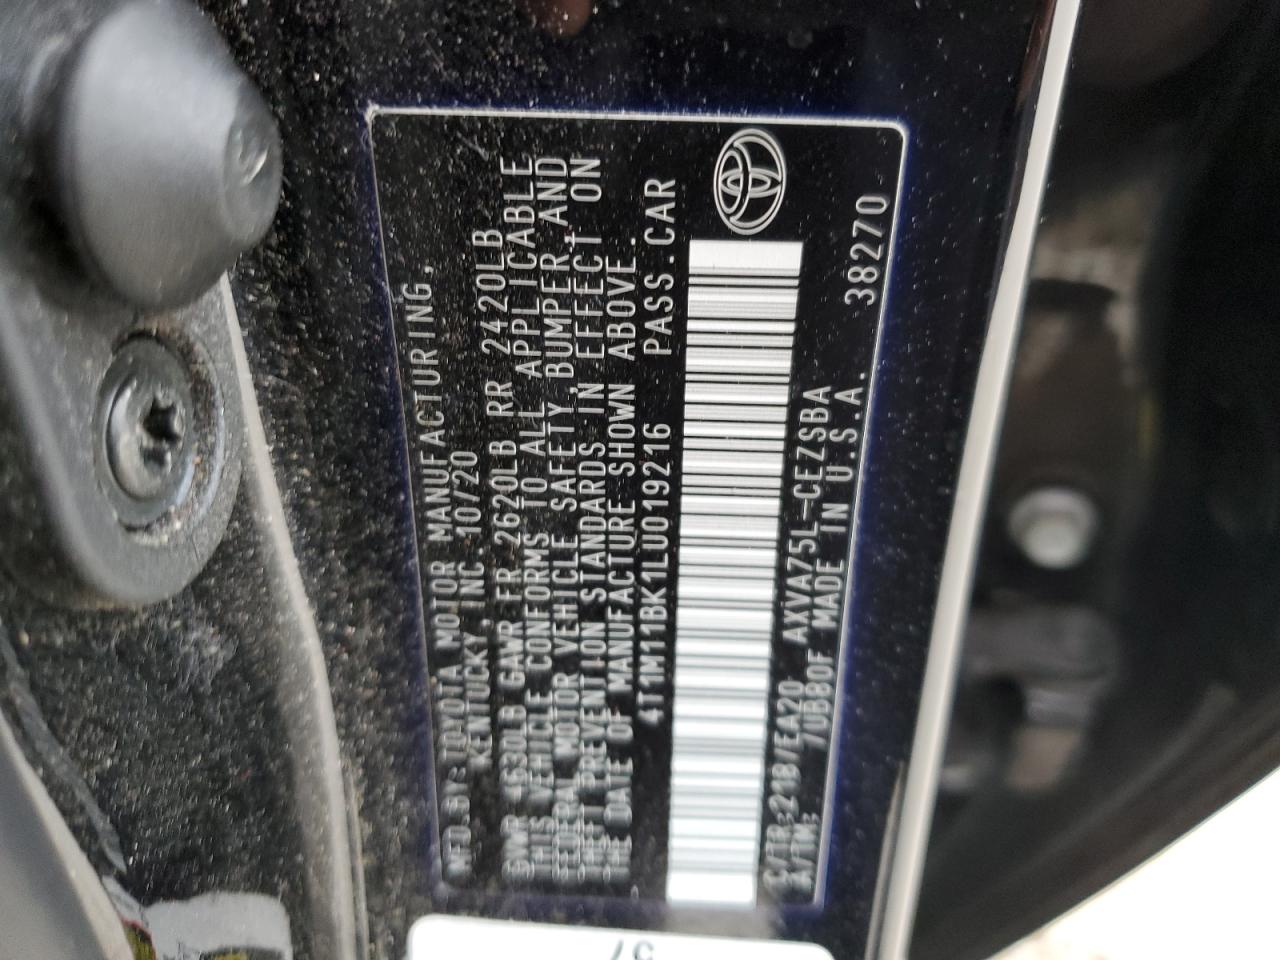 MFD. BY: TOYOTA MOTOR MANUFACTURING,
KENTUCKY, INC. 10/20
GVWR 4630LB GAWR FR 2620LB RR 2420LB
THIS VEHICLE CONFORMS TO ALL APPLICABLE
FEDERAL MOTOR VEHICLE SAFETY, BUMPER, AND
THEFT PREVENTION STANDARDS IN EFFECT ON
THE DATE OF MANUFACTURE SHOWN ABOVE.
4T1M11BK1LU019216 PASS. CAR
C/TR: 218/EA20 AXVA75L-CEZSBA
A/TM: /UB80F MADE IN U.S.A. 38270